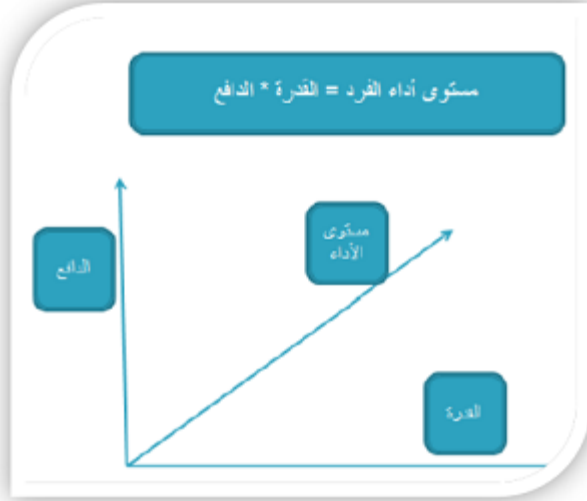 مستوى أداء الفرد = القدرة * الدافع
مستوى
الأداء
الدافع
القدرة